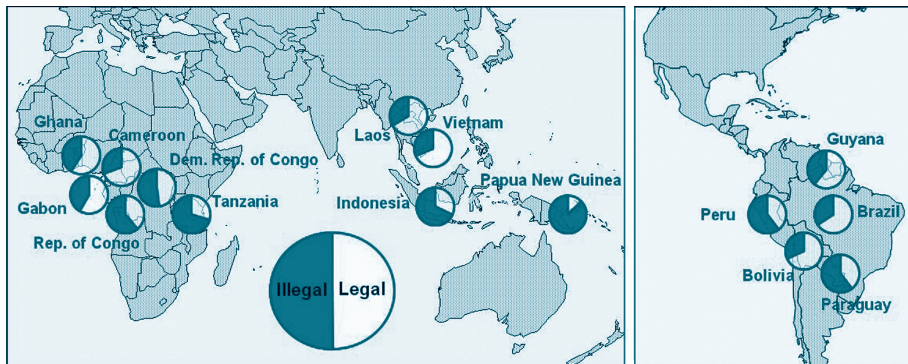 Ghana
Cameroon
Dem. Rep. of Congo
Gabon
Tanzania
Rep. of Congo
Laos
Vietnam
Indonesia
Papua New Guinea
Illegal
Legal
Guyana
Peru
Brazil
Bolivia
Paraguay